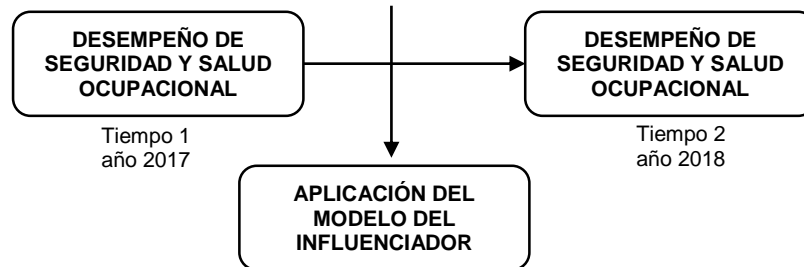 DESEMPEÑO DE
SEGURIDAD Y SALUD
OCUPACIONAL
Tiempo 1
año 2017
DESEMPEÑO DE
SEGURIDAD Y SALUD
OCUPACIONAL
Tiempo 2
año 2018
APLICACIÓN DEL
MODELO DEL
INFLUENCIADOR